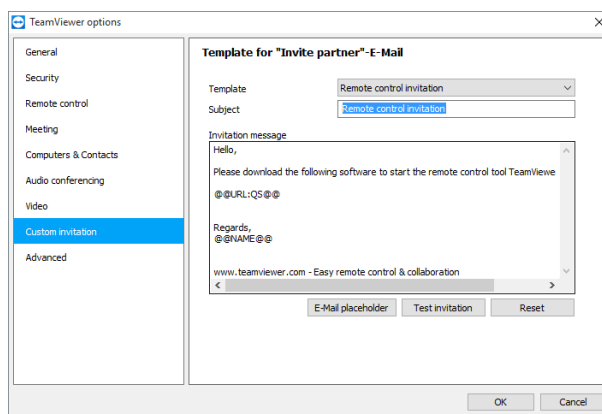 TeamViewer options
General
Security
Remote control
Meeting
Computers & Contacts
Audio conferencing
Video
Custom invitation
Advanced
Template for "Invite partner"-E-Mail
Template
Remote control invitation
Subject
Remote control invitation
Invitation message
Hello,
Please download the following software to start the remote control tool TeamViewe
@@URL:QS@@
Regards,
@@NAME@@
www.teamviewer.com - Easy remote control & collaboration
E-Mail placeholder
Test invitation
Reset
OK
Cancel